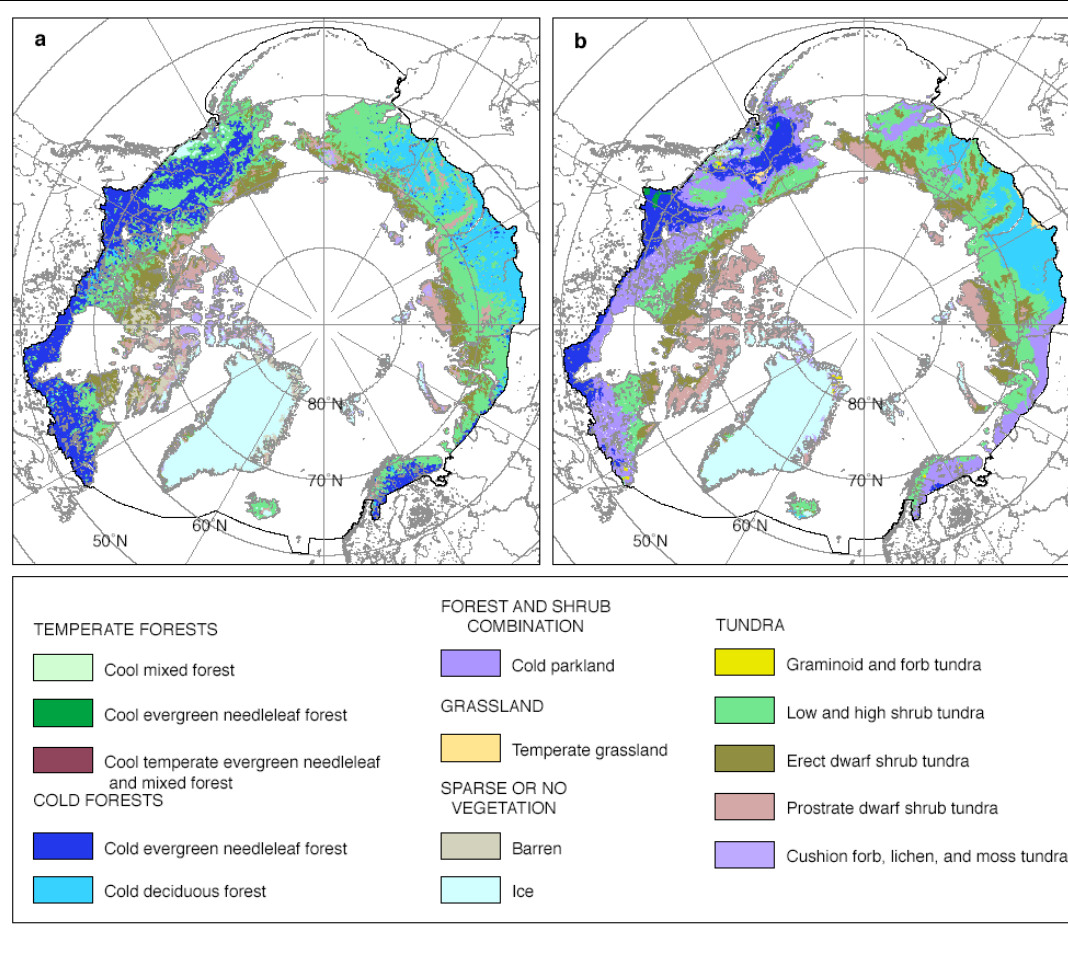 a
80°N
70°N
60°N
50°N
b
80°N
70°N
60°N
50°N
TEMPERATE FORESTS
Cool mixed forest
Cool evergreen needleleaf forest
Cool temperate evergreen needleleaf
and mixed forest
COLD FORESTS
Cold evergreen needleleaf forest
Cold deciduous forest
FOREST AND SHRUB
COMBINATION
Cold parkland
GRASSLAND
Temperate grassland
SPARSE OR NO
VEGETATION
Barren
Ice
TUNDRA
Graminoid and forb tundra
Low and high shrub tundra
Erect dwarf shrub tundra
Prostrate dwarf shrub tundra
Cushion forb, lichen, and moss tundra